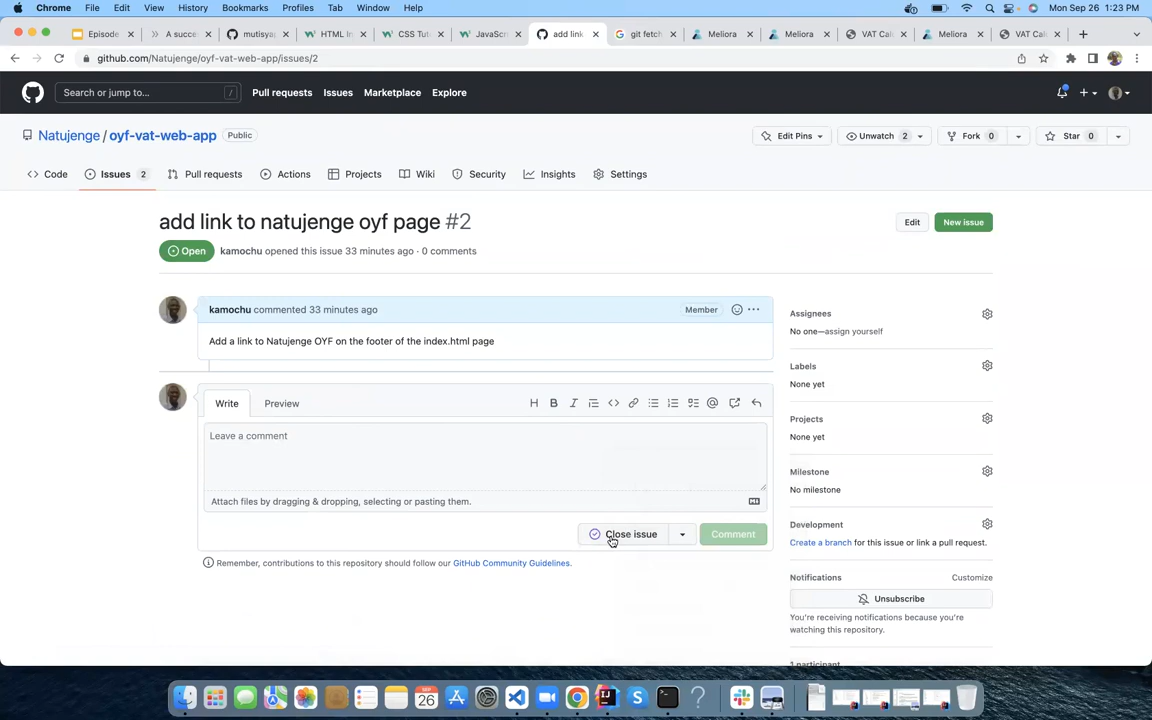 Chrome File Edit View History Bookmarks Profiles Tab Window Help Mon Sep 26 1:23 PM
Episode A succe mutisya HTML In CSS Tut JavaScr add link git fetch Meliora Meliora VAT Cal Meliora VAT Cal
github.com/Natujenge/oyf-vat-web-app/issues/2
Search or jump to... / Pull requests Issues Marketplace Explore
Natujenge / oyf-vat-web-app Public Edit Pins Unwatch 2 Fork 0 Star 0
Code Issues 2 Pull requests Actions Projects Wiki Security Insights Settings
add link to natujenge oyf page #2 Edit New issue
Open kamochu opened this issue 33 minutes ago · 0 comments
kamochu commented 33 minutes ago Member
Add a link to Natujenge OYF on the footer of the index.html page
Write Preview
Leave a comment
Attach files by dragging & dropping, selecting or pasting them.
Close issue Comment
Remember, contributions to this repository should follow our GitHub Community Guidelines.
Assignees
No one—assign yourself
Labels
None yet
Projects
None yet
Milestone
No milestone
Development
Create a branch for this issue or link a pull request.
Notifications Customize
Unsubscribe
You're receiving notifications because you're
watching this repository.
1 participant
SEP
26